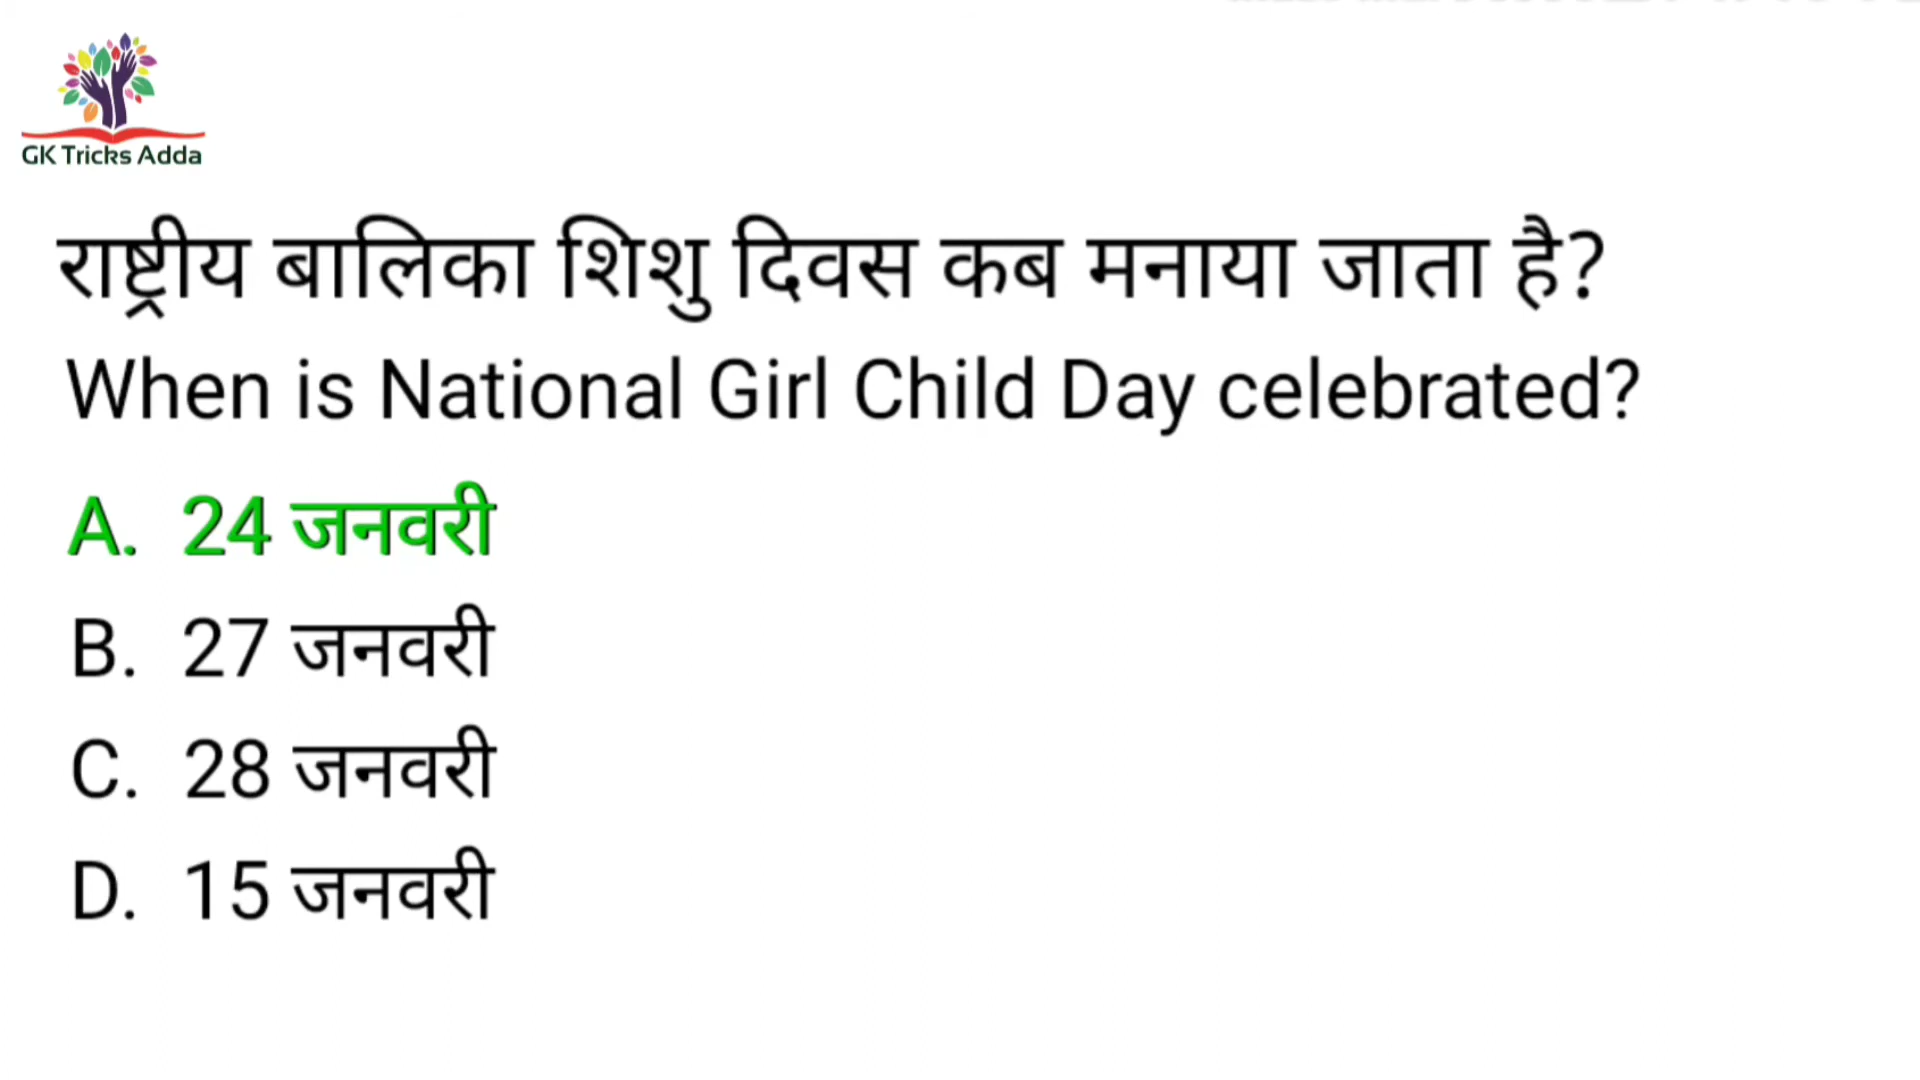 GK Tricks Adda
राष्ट्रीय बालिका शिशु दिवस कब मनाया जाता है?
When is National Girl Child Day celebrated?
A. 24 जनवरी
B. 27 जनवरी
C. 28 जनवरी
D. 15 जनवरी